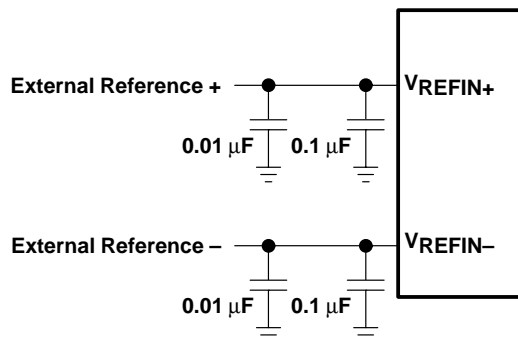 External Reference +
VREFIN+
0.01 μF
0.1 μF
External Reference −
VREFIN−
0.01 μF
0.1 μF